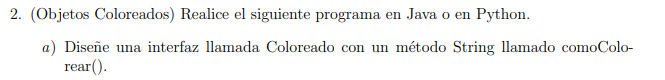 2. (Objetos Coloreados) Realice el siguiente programa en Java o en Python.
a) Diseñe una interfaz llamada Coloreado con un método String llamado comoColo-
rear().